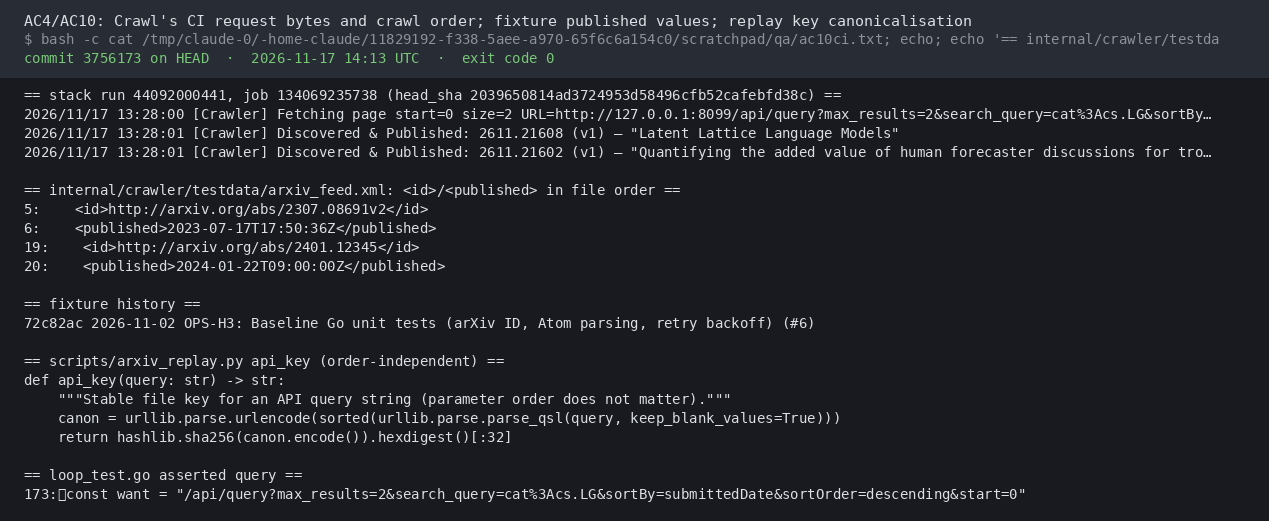 AC4/AC10: Crawl's CI request bytes and crawl order; fixture published values; replay key canonicalisation
$ bash -c cat /tmp/claude-0/-home-claude/11829192-f338-5aee-a970-65f6c6a154c0/scratchpad/qa/ac10ci.txt; echo; echo '== internal/crawler/testda
commit 3756173 on HEAD · 2026-11-17 14:13 UTC · exit code 0
== stack run 44092000441, job 134069235738 (head_sha 2039650814ad3724953d58496cfb52cafebfd38c) ==
2026/11/17 13:28:00 [Crawler] Fetching page start=0 size=2 URL=http://127.0.0.1:8099/api/query?max_results=2&search_query=cat%3Acs.LG&sortBy…
2026/11/17 13:28:01 [Crawler] Discovered & Published: 2611.21608 (v1) — "Latent Lattice Language Models"
2026/11/17 13:28:01 [Crawler] Discovered & Published: 2611.21602 (v1) — "Quantifying the added value of human forecaster discussions for tro…
== internal/crawler/testdata/arxiv_feed.xml: <id>/<published> in file order ==
5:    <id>http://arxiv.org/abs/2307.08691v2</id>
6:    <published>2023-07-17T17:50:36Z</published>
19:    <id>http://arxiv.org/abs/2401.12345</id>
20:    <published>2024-01-22T09:00:00Z</published>
== fixture history ==
72c82ac 2026-11-02 OPS-H3: Baseline Go unit tests (arXiv ID, Atom parsing, retry backoff) (#6)
== scripts/arxiv_replay.py api_key (order-independent) ==
def api_key(query: str) -> str:
    """Stable file key for an API query string (parameter order does not matter)."""
    canon = urllib.parse.urlencode(sorted(urllib.parse.parse_qsl(query, keep_blank_values=True)))
    return hashlib.sha256(canon.encode()).hexdigest()[:32]
== loop_test.go asserted query ==
173:▯const want = "/api/query?max_results=2&search_query=cat%3Acs.LG&sortBy=submittedDate&sortOrder=descending&start=0"